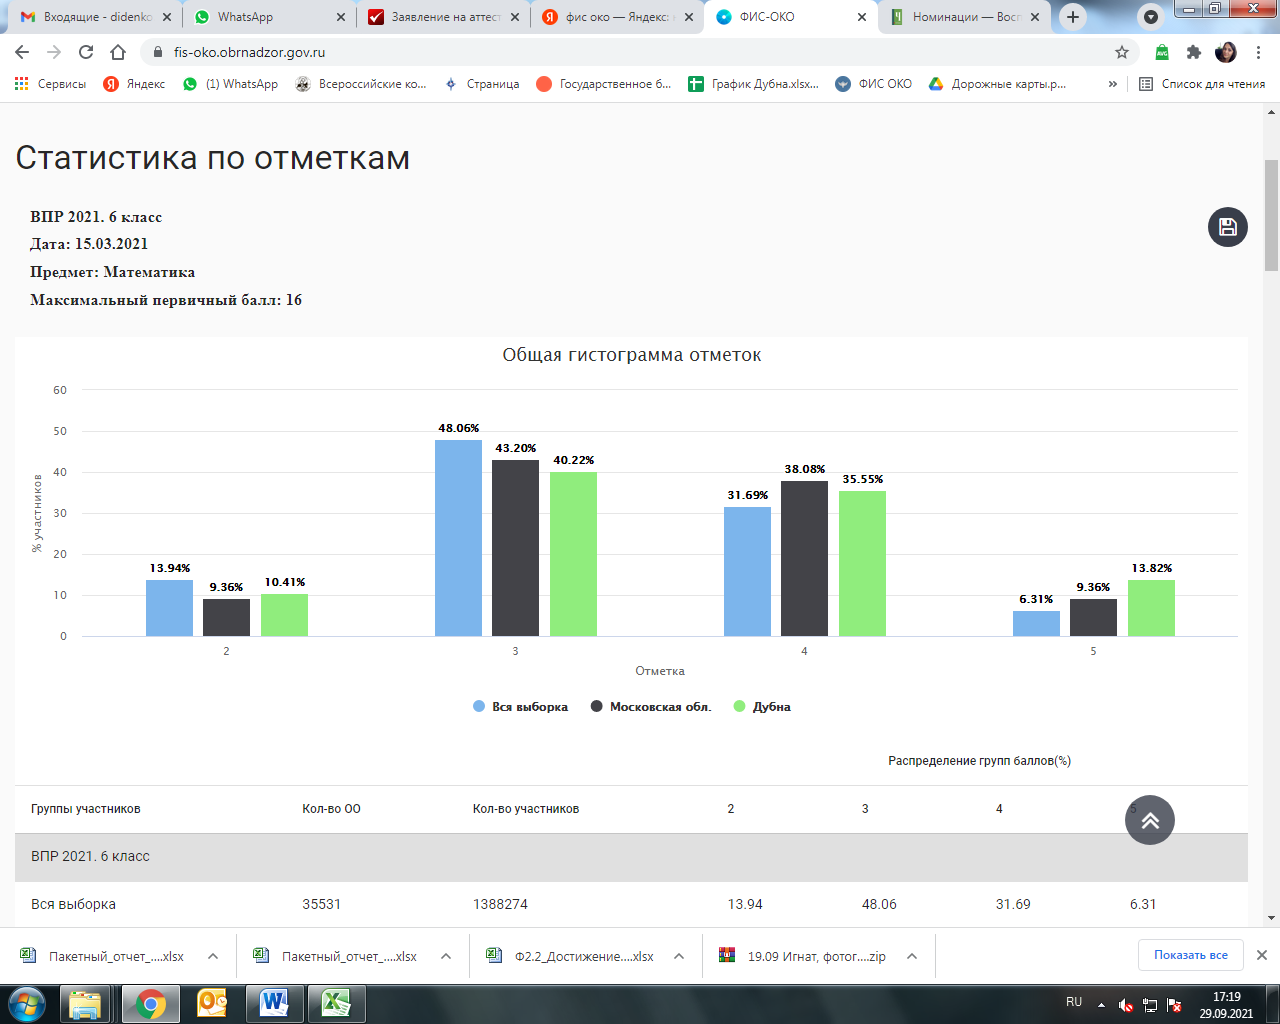 Входящие - didenko
WhatsApp
Заявление на аттест
фис око — Яндекс:
ФИС-ОКО
Номинации — Восп
fis-oko.obrnadzor.gov.ru
Сервисы
Яндекс
(1) WhatsApp
Всероссийские ко...
Страница
Государственное б...
График Дубна.xlsx...
ФИС ОКО
Дорожные карты.р...
»
Список для чтения
Статистика по отметкам
ВПР 2021. 6 класс
Дата: 15.03.2021
Предмет: Математика
Максимальный первичный балл: 16
Общая гистограмма отметок
% участников
60
50
40
30
20
10
0
13.94%
9.36%
10.41%
48.06%
43.20%
40.22%
31.69%
38.08%
35.55%
6.31%
9.36%
13.82%
2 3 4 5
Отметка
Вся выборка Московская обл. Дубна
Распределение групп баллов(%)
Группы участников Кол-во ОО Кол-во участников 2 3 4 5
ВПР 2021. 6 класс
Вся выборка 35531 1388274 13.94 48.06 31.69 6.31
Пакетный_отчет_....xlsx
Пакетный_отчет_....xlsx
Ф2.2_Достижение....xlsx
19.09 Игнат, фотог....zip
Показать все
RU
17:19
29.09.2021